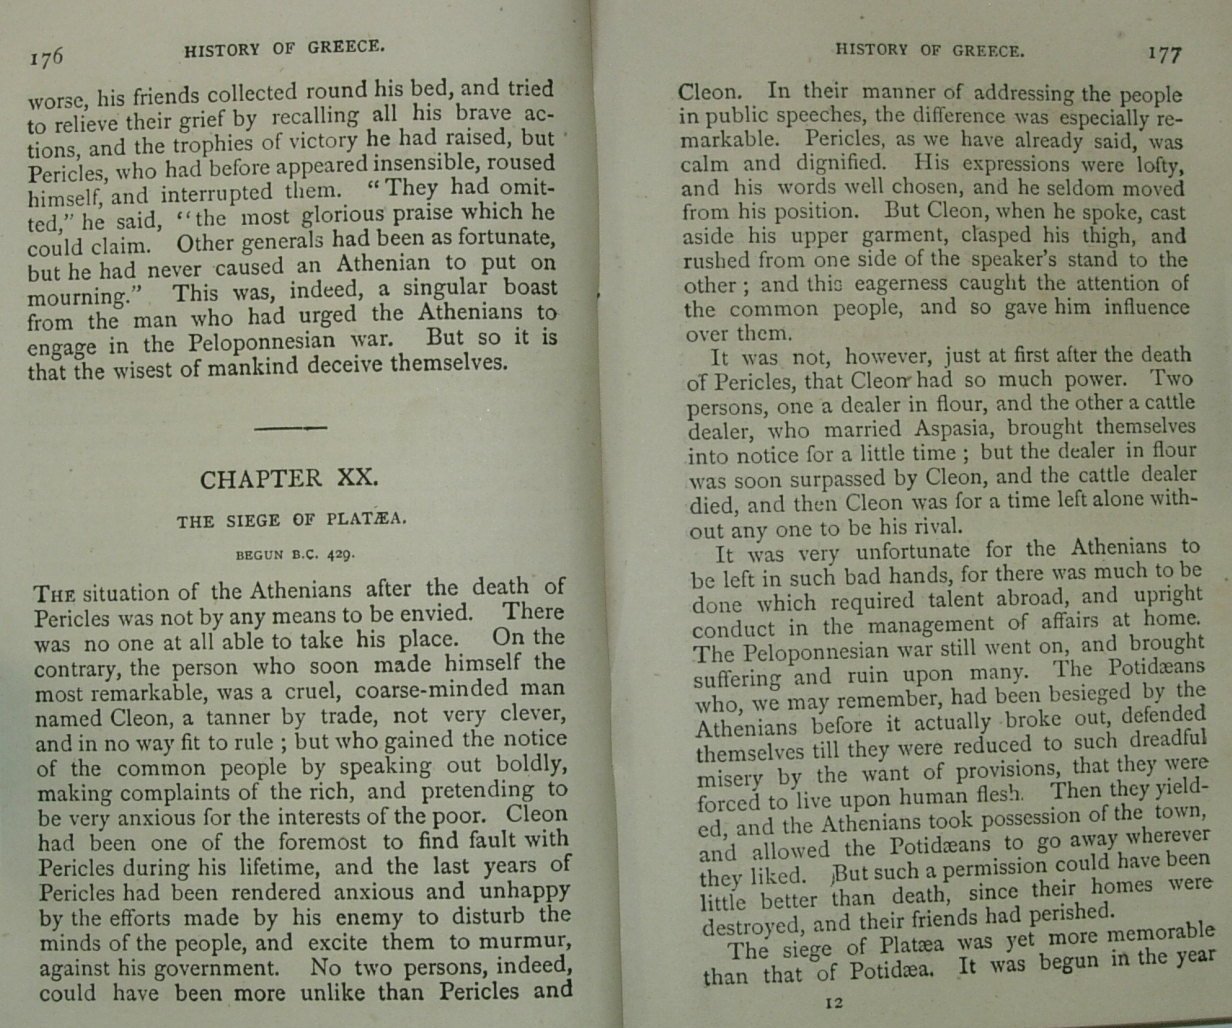 176
HISTORY OF GREECE.
worse, his friends collected round his bed, and tried
to relieve their grief by recalling all his brave ac-
tions, and the trophies of victory he had raised, but
Pericles, who had before appeared insensible, roused
himself, and interrupted them. "They had omit-
ted," he said, "the most glorious praise which he
could claim. Other generals had been as fortunate,
but he had never caused an Athenian to put on
mourning." This was, indeed, a singular boast
from the man who had urged the Athenians to
engage in the Peloponnesian war. But so it is
that the wisest of mankind deceive themselves.
CHAPTER XX.
THE SIEGE OF PLATÆA.
BEGUN B.C. 429.
THE situation of the Athenians after the death of
Pericles was not by any means to be envied. There
was no one at all able to take his place. On the
contrary, the person who soon made himself the
most remarkable, was a cruel, coarse-minded man
named Cleon, a tanner by trade, not very clever,
and in no way fit to rule ; but who gained the notice
of the common people by speaking out boldly,
making complaints of the rich, and pretending to
be very anxious for the interests of the poor. Cleon
had been one of the foremost to find fault with
Pericles during his lifetime, and the last years of
Pericles had been rendered anxious and unhappy
by the efforts made by his enemy to disturb the
minds of the people, and excite them to murmur,
against his government. No two persons, indeed,
could have been more unlike than Pericles and
HISTORY OF GREECE.
177
Cleon. In their manner of addressing the people
in public speeches, the difference was especially re-
markable. Pericles, as we have already said, was
calm and dignified. His expressions were lofty,
and his words well chosen, and he seldom moved
from his position. But Cleon, when he spoke, cast
aside his upper garment, clasped his thigh, and
rushed from one side of the speaker's stand to the
other ; and this eagerness caught the attention of
the common people, and so gave him influence
over them.
It was not, however, just at first after the death
of Pericles, that Cleon had so much power. Two
persons, one a dealer in flour, and the other a cattle
dealer, who married Aspasia, brought themselves
into notice for a little time ; but the dealer in flour
was soon surpassed by Cleon, and the cattle dealer
died, and then Cleon was for a time left alone with-
out any one to be his rival.
It was very unfortunate for the Athenians to
be left in such bad hands, for there was much to be
done which required talent abroad, and upright
conduct in the management of affairs at home.
The Peloponnesian war still went on, and brought
suffering and ruin upon many. The Potidæans
who, we may remember, had been besieged by the
Athenians before it actually broke out, defended
themselves till they were reduced to such dreadful
misery by the want of provisions, that they were
forced to live upon human flesh. Then they yield-
ed, and the Athenians took possession of the town,
and allowed the Potidæans to go away wherever
they liked. But such a permission could have been
little better than death, since their homes were
destroyed, and their friends had perished.
The siege of Platæa was yet more memorable
than that of Potidæa. It was begun in the year
12